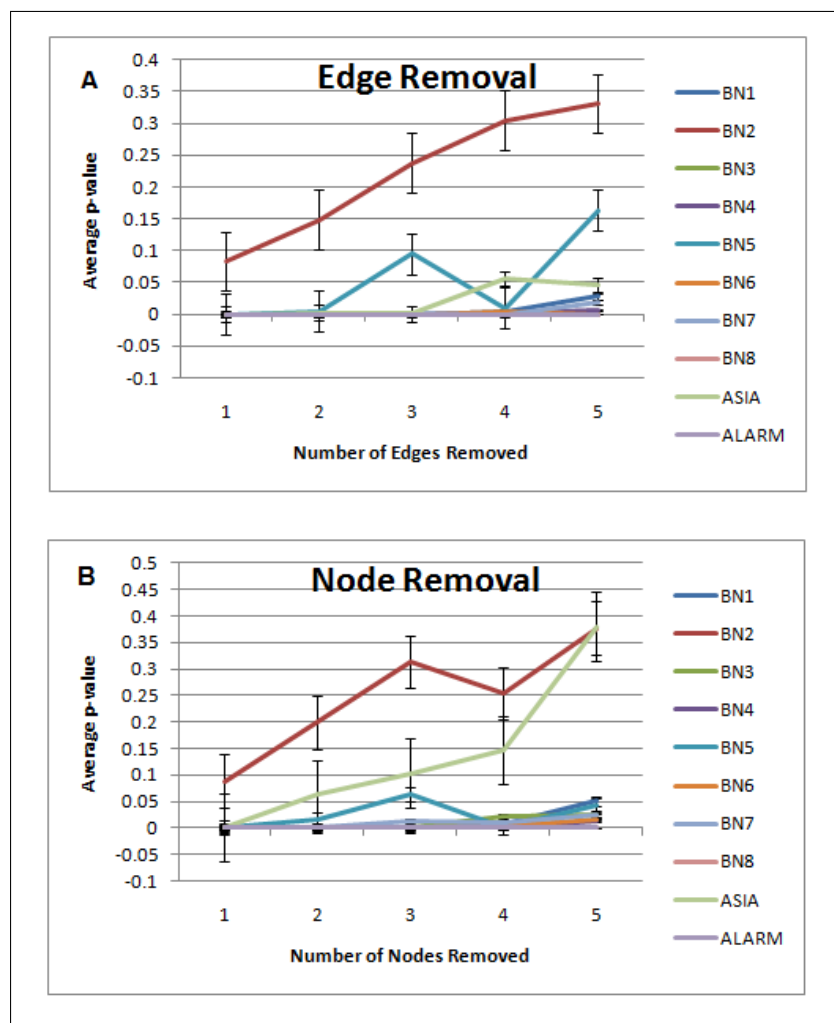 A
Edge Removal
0.4
0.35
0.3
0.25
0.2
0.15
0.1
0.05
0
-0.05
-0.1
Average p-value
1 2 3 4 5
Number of Edges Removed
BN1
BN2
BN3
BN4
BN5
BN6
BN7
BN8
ASIA
ALARM
B
Node Removal
0.5
0.45
0.4
0.35
0.3
0.25
0.2
0.15
0.1
0.05
0
-0.05
-0.1
Average p-value
1 2 3 4 5
Number of Nodes Removed
BN1
BN2
BN3
BN4
BN5
BN6
BN7
BN8
ASIA
ALARM